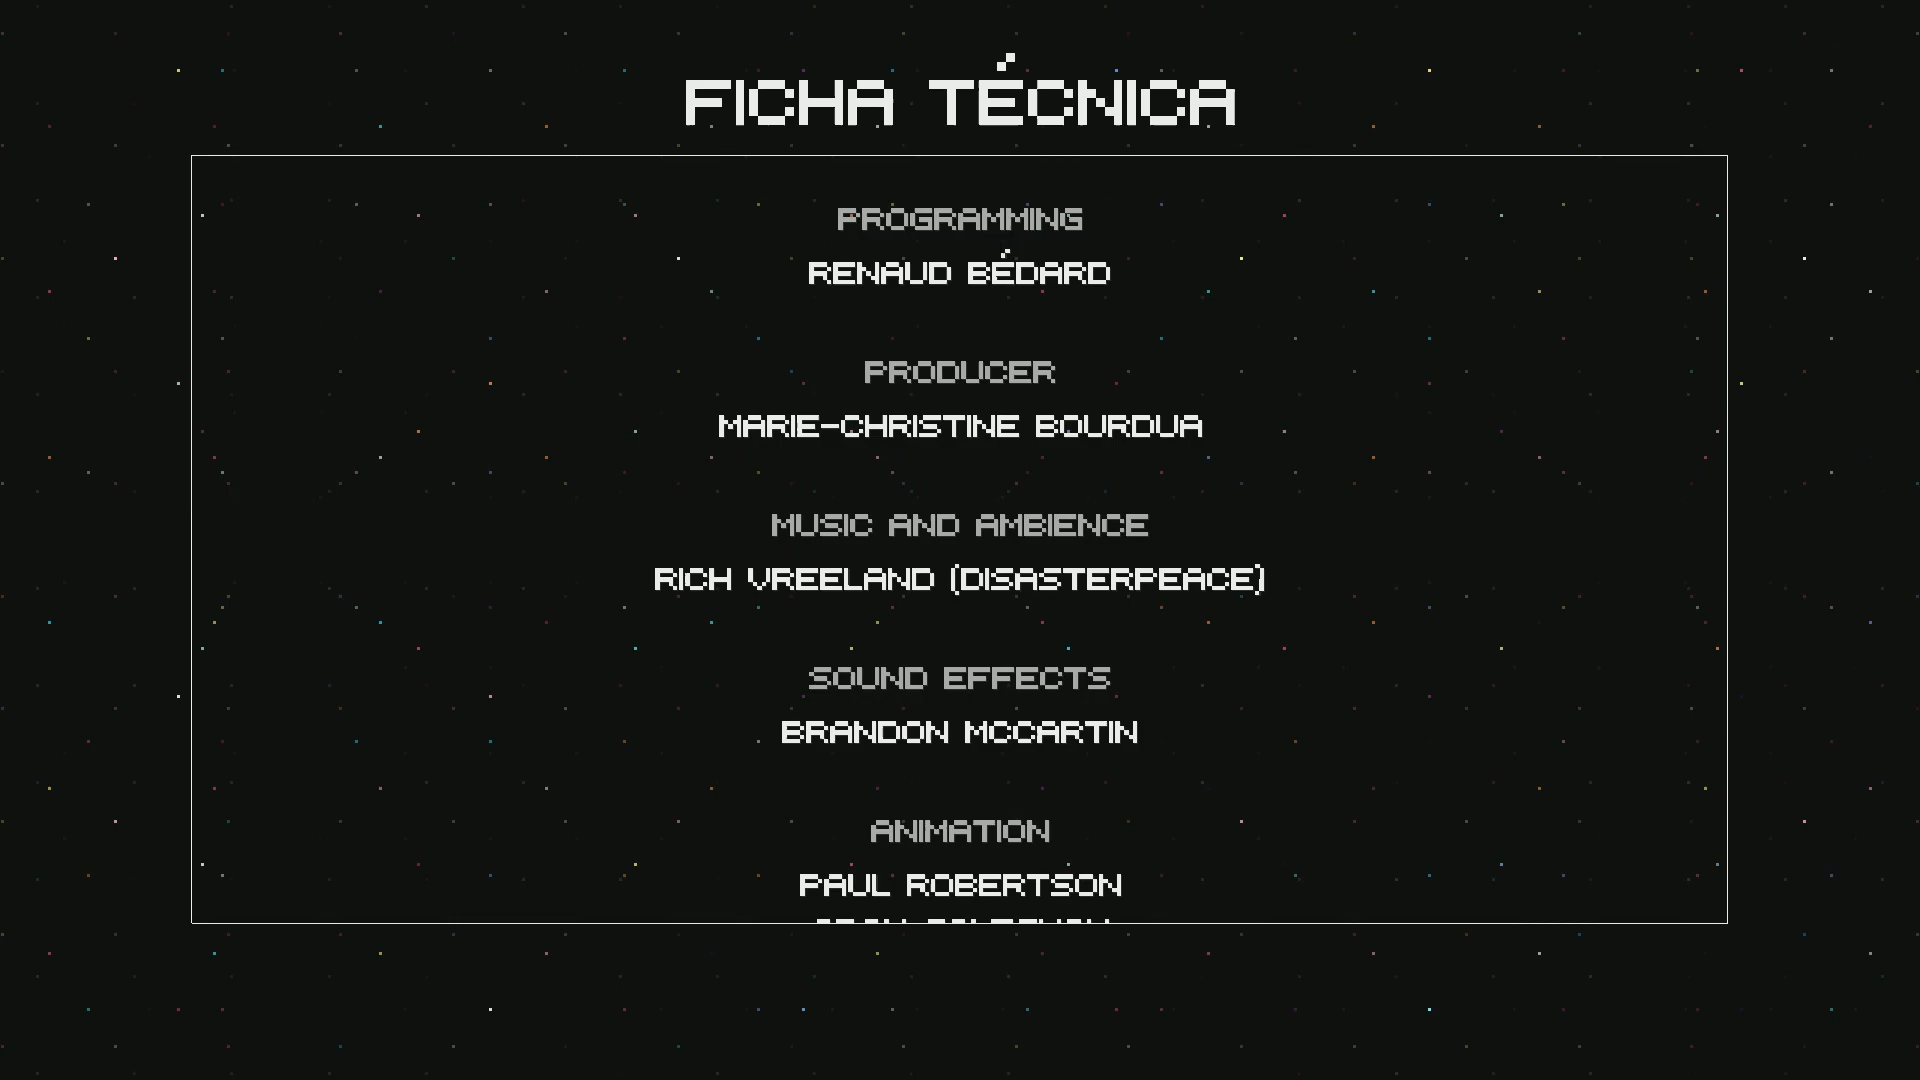 FICHA TÉCNICA
PROGRAMMING
RENAUD BÉDARD
PRODUCER
MARIE-CHRISTINE BOURDUA
MUSIC AND AMBIENCE
RICH VREELAND (DISASTERPEACE)
SOUND EFFECTS
BRANDON MCCARTIN
ANIMATION
PAUL ROBERTSON